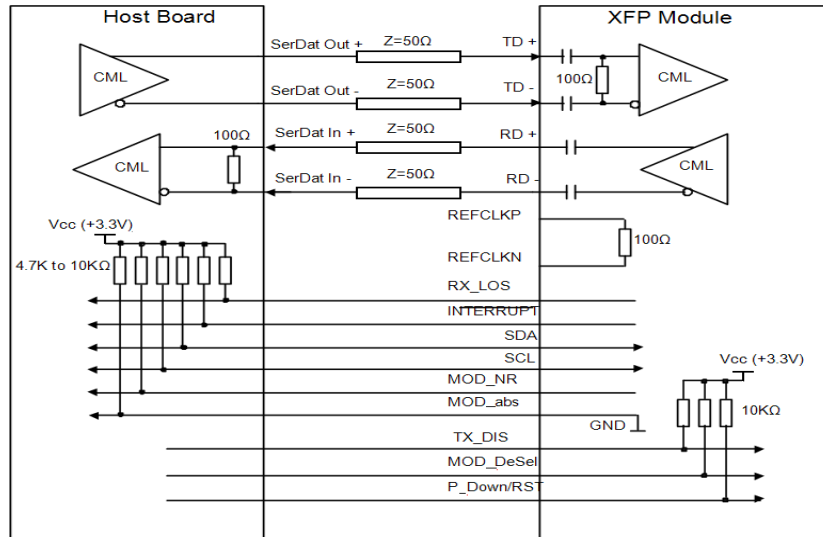 Host Board
XFP Module
SerDat Out +
Z=50Ω
TD +
CML
100Ω
CML
SerDat Out -
Z=50Ω
TD -
100Ω
SerDat In +
Z=50Ω
RD +
CML
CML
SerDat In -
Z=50Ω
RD -
REFCLKP
Vcc (+3.3V)
100Ω
REFCLKN
4.7K to 10KΩ
RX_LOS
INTERRUPT
SDA
SCL
Vcc (+3.3V)
MOD_NR
MOD_abs
10KΩ
GND
TX_DIS
MOD_DeSel
P_Down/RST